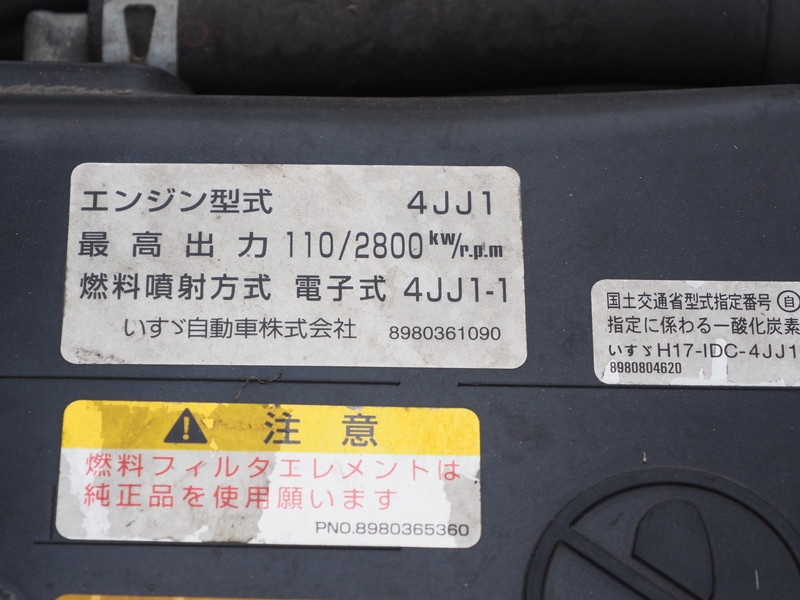 エンジン型式 4JJ1
最高出力 110/2800kw/r.p.m
燃料噴射方式 電子式 4JJ1-1
いすゞ自動車株式会社 8980361090
国土交通省型式指定番号 自
指定に係わる一酸化炭素
いすゞH17-IDC-4JJ1
8980804620
注意
燃料フィルタエレメントは
純正品を使用願います
PNO.8980365360